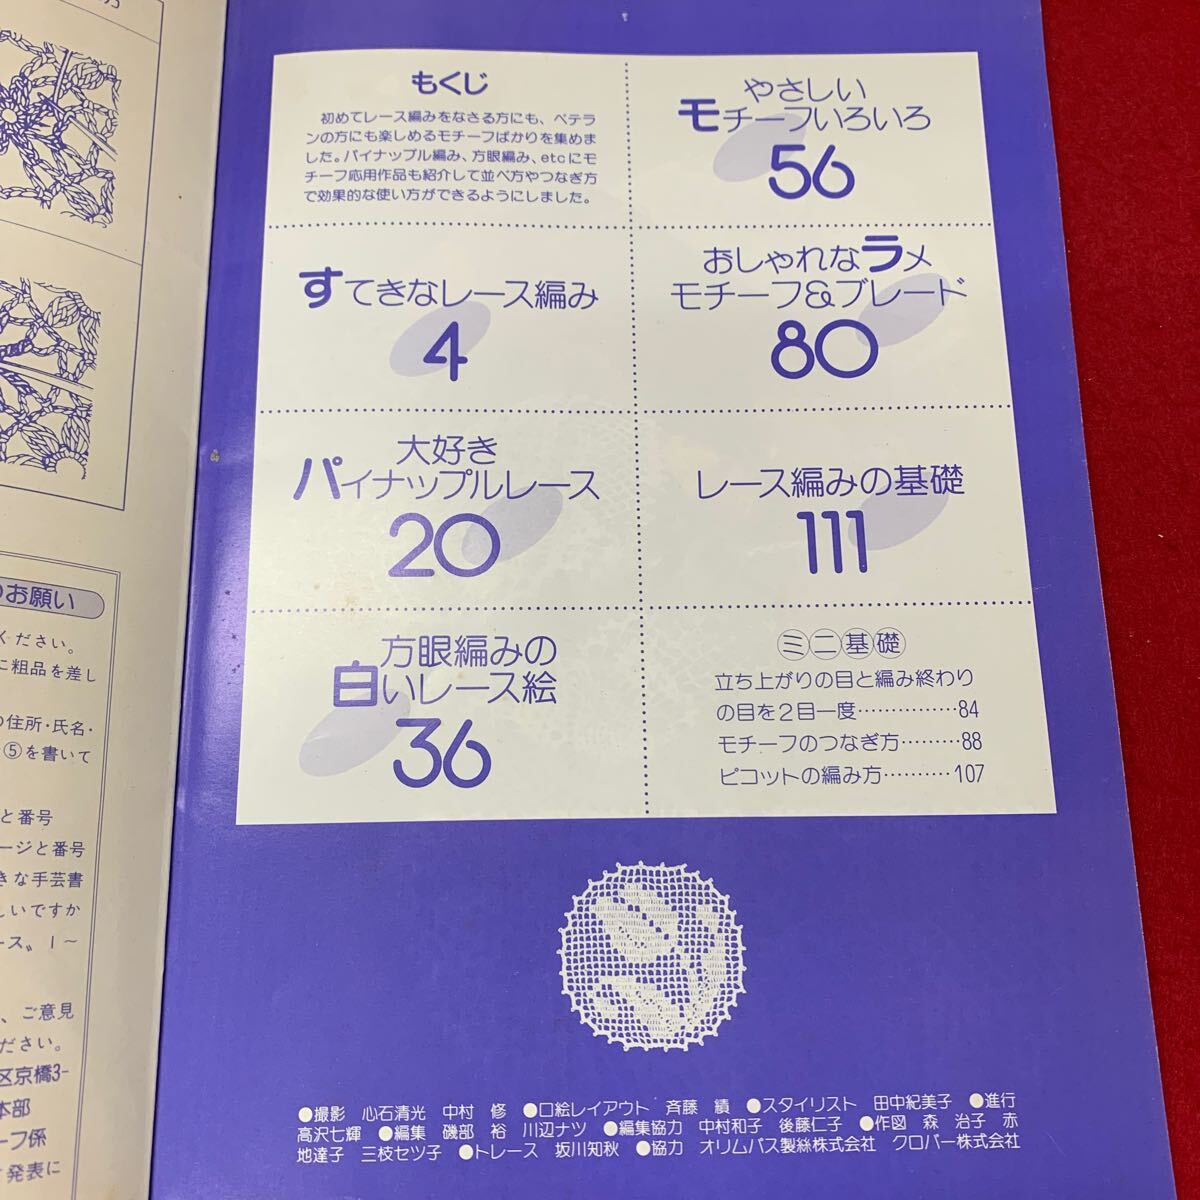 のお願い
ください。
に粗品を差し
の住所・氏名・
⑤を書いて
と番号
ージと番号
きな手芸書
しいですか
ース〟1〜
、ご意見
ださい。
区京橋3-
本部
ーフ係
発表に
もくじ
初めてレース編みをなさる方にも、ベテラ
ンの方にも楽しめるモチーフばかりを集めま
した。パイナップル編み、方眼編み、etcにモ
チーフ応用作品も紹介して並べ方やつなぎ方
で効果的な使い方ができるようにしました。
すてきなレース編み
4
大好き
パイナップルレース
20
方眼編みの
白いレース絵
36
やさしい
モチーフいろいろ
56
おしゃれなラメ
モチーフ&ブレード
80
レース編みの基礎
111
ミニ基礎
立ち上がりの目と編み終わり
の目を2目一度……………84
モチーフのつなぎ方………88
ピコットの編み方…………107
●撮影 心石清光 中村 修 ●口絵レイアウト 斉藤 績 ●スタイリスト 田中紀美子 ●進行
高沢七輝 ●編集 磯部 裕 川辺ナツ ●編集協力 中村和子 後藤仁子 ●作図 森 治子 赤
地達子 三枝セツ子 ●トレース 坂川知秋 ●協力 オリムパス製絲株式会社 クロバー株式会社